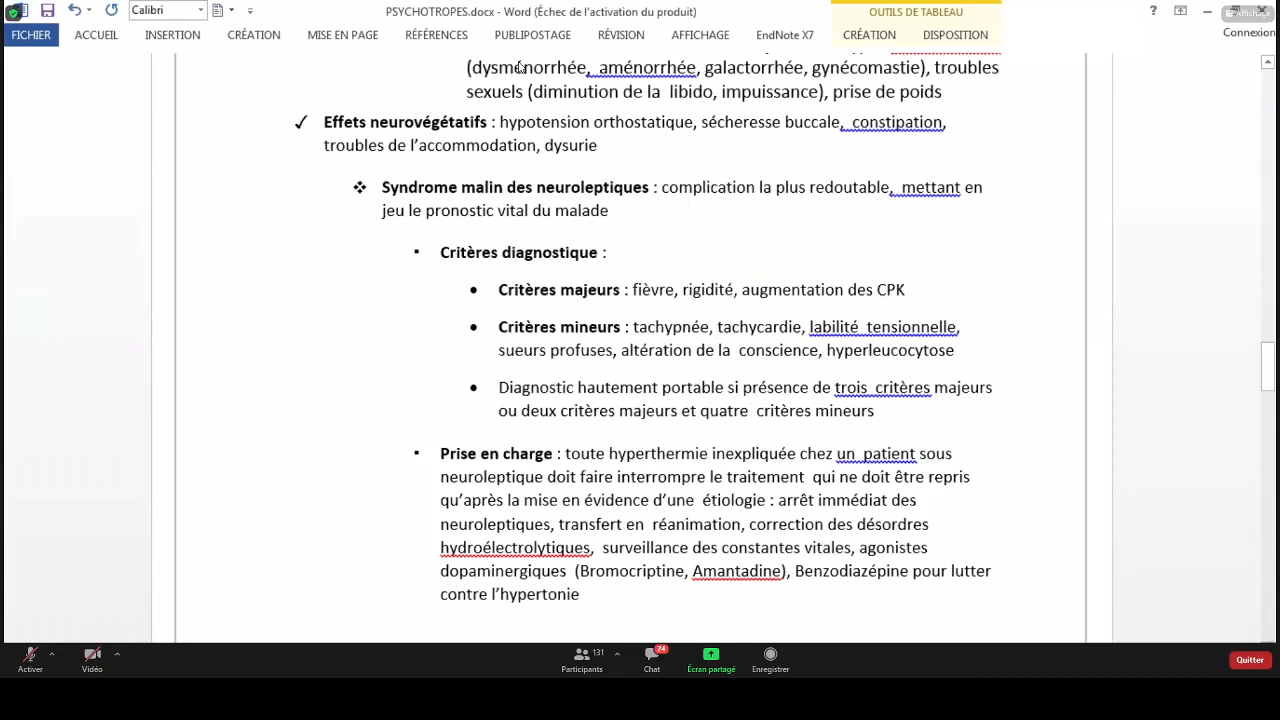 Calibri
PSYCHOTROPES.docx - Word (Échec de l'activation du produit)
OUTILS DE TABLEAU
?
Affichage
FICHIER ACCUEIL INSERTION CRÉATION MISE EN PAGE RÉFÉRENCES PUBLIPOSTAGE RÉVISION AFFICHAGE EndNote X7 CRÉATION DISPOSITION Connexion
(dysménorrhée, aménorrhée, galactorrhée, gynécomastie), troubles
sexuels (diminution de la libido, impuissance), prise de poids
✓ Effets neurovégétatifs : hypotension orthostatique, sécheresse buccale, constipation,
troubles de l'accommodation, dysurie
❖ Syndrome malin des neuroleptiques : complication la plus redoutable, mettant en
jeu le pronostic vital du malade
▪ Critères diagnostique :
• Critères majeurs : fièvre, rigidité, augmentation des CPK
• Critères mineurs : tachypnée, tachycardie, labilité tensionnelle,
sueurs profuses, altération de la conscience, hyperleucocytose
• Diagnostic hautement portable si présence de trois critères majeurs
ou deux critères majeurs et quatre critères mineurs
▪ Prise en charge : toute hyperthermie inexpliquée chez un patient sous
neuroleptique doit faire interrompre le traitement qui ne doit être repris
qu'après la mise en évidence d'une étiologie : arrêt immédiat des
neuroleptiques, transfert en réanimation, correction des désordres
hydroélectrolytiques, surveillance des constantes vitales, agonistes
dopaminergiques (Bromocriptine, Amantadine), Benzodiazépine pour lutter
contre l'hypertonie
131
24
Activer Vidéo Participants Chat Écran partagé Enregistrer Quitter